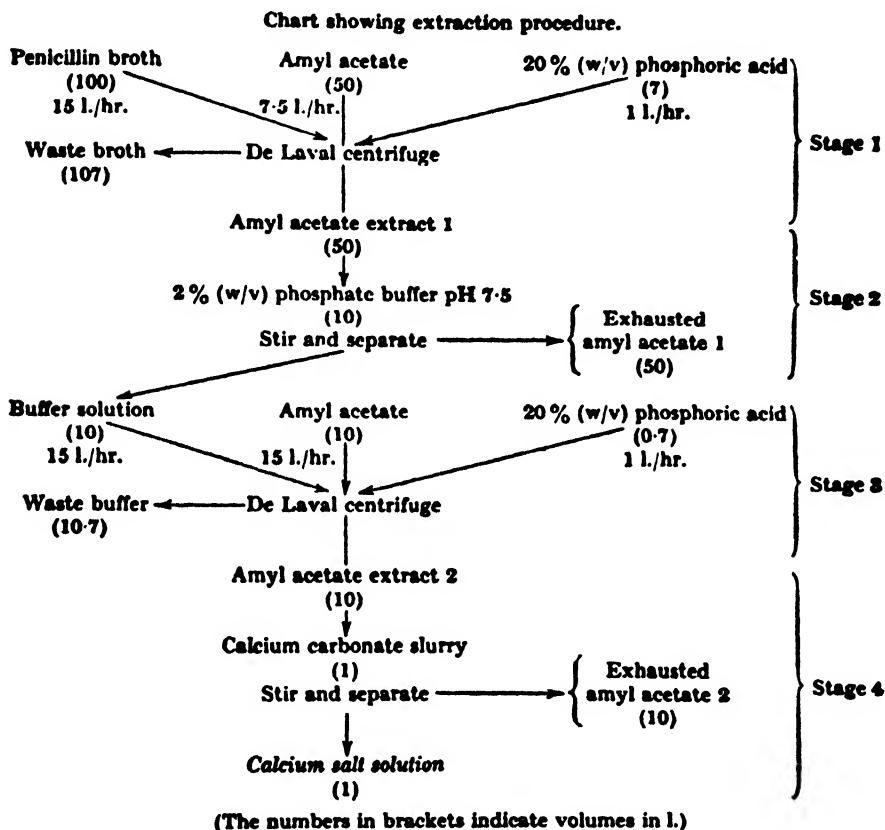 Chart showing extraction procedure.
Penicillin broth
(100)
15 l./hr.
Amyl acetate
(50)
7·5 l./hr.
20% (w/v) phosphoric acid
(7)
1 l./hr.
Waste broth
(107)
De Laval centrifuge
Stage 1
Amyl acetate extract 1
(50)
2% (w/v) phosphate buffer pH 7·5
(10)
Stir and separate
Exhausted
amyl acetate 1
(50)
Stage 2
Buffer solution
(10)
15 l./hr.
Amyl acetate
(10)
15 l./hr.
20% (w/v) phosphoric acid
(0·7)
1 l./hr.
Waste buffer
(10·7)
De Laval centrifuge
Stage 3
Amyl acetate extract 2
(10)
Calcium carbonate slurry
(1)
Stir and separate
Exhausted
amyl acetate 2
(10)
Stage 4
Calcium salt solution
(1)
(The numbers in brackets indicate volumes in l.)